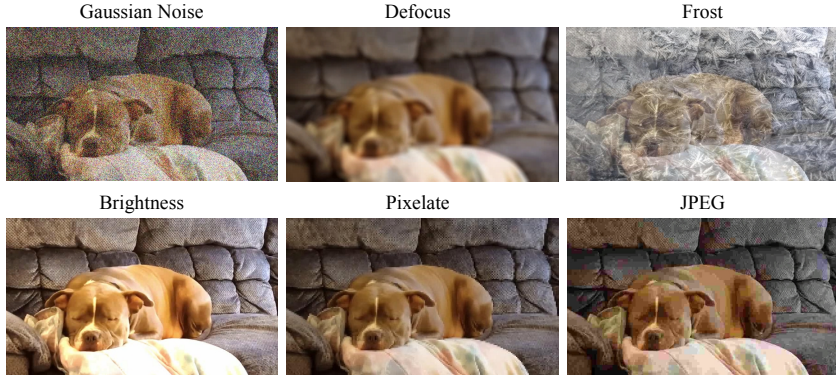 Gaussian Noise
Defocus
Frost
Brightness
Pixelate
JPEG